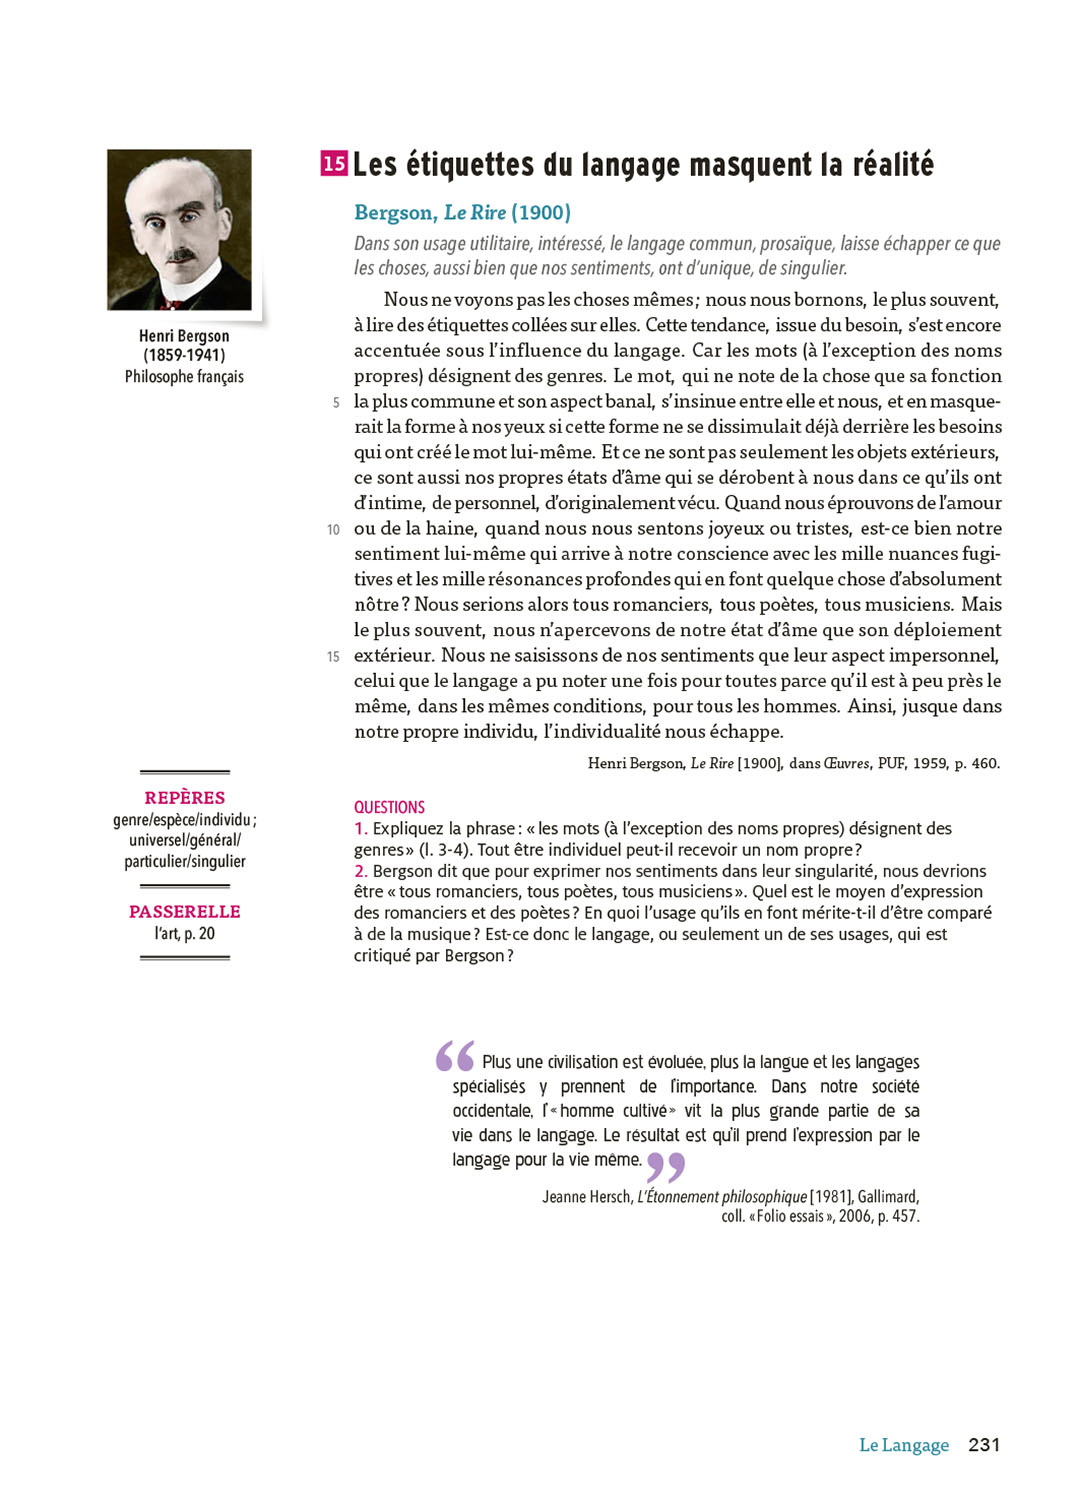 15 Les étiquettes du langage masquent la réalité
Bergson, Le Rire (1900)
Dans son usage utilitaire, intéressé, le langage commun, prosaïque, laisse échapper ce que
les choses, aussi bien que nos sentiments, ont d'unique, de singulier.
Henri Bergson
(1859-1941)
Philosophe français
Nous ne voyons pas les choses mêmes ; nous nous bornons, le plus souvent,
à lire des étiquettes collées sur elles. Cette tendance, issue du besoin, s'est encore
accentuée sous l'influence du langage. Car les mots (à l'exception des noms
propres) désignent des genres. Le mot, qui ne note de la chose que sa fonction
5 la plus commune et son aspect banal, s'insinue entre elle et nous, et en masque-
rait la forme à nos yeux si cette forme ne se dissimulait déjà derrière les besoins
qui ont créé le mot lui-même. Et ce ne sont pas seulement les objets extérieurs,
ce sont aussi nos propres états d'âme qui se dérobent à nous dans ce qu'ils ont
d'intime, de personnel, d'originalement vécu. Quand nous éprouvons de l'amour
10 ou de la haine, quand nous nous sentons joyeux ou tristes, est-ce bien notre
sentiment lui-même qui arrive à notre conscience avec les mille nuances fugi-
tives et les mille résonances profondes qui en font quelque chose d'absolument
nôtre ? Nous serions alors tous romanciers, tous poètes, tous musiciens. Mais
le plus souvent, nous n'apercevons de notre état d'âme que son déploiement
15 extérieur. Nous ne saisissons de nos sentiments que leur aspect impersonnel,
celui que le langage a pu noter une fois pour toutes parce qu'il est à peu près le
même, dans les mêmes conditions, pour tous les hommes. Ainsi, jusque dans
notre propre individu, l'individualité nous échappe.
Henri Bergson, Le Rire [1900], dans Œuvres, PUF, 1959, p. 460.
REPÈRES
genre/espèce/individu ;
universel/général/
particulier/singulier
PASSERELLE
l'art, p. 20
QUESTIONS
1. Expliquez la phrase : « les mots (à l'exception des noms propres) désignent des
genres » (l. 3-4). Tout être individuel peut-il recevoir un nom propre ?
2. Bergson dit que pour exprimer nos sentiments dans leur singularité, nous devrions
être « tous romanciers, tous poètes, tous musiciens ». Quel est le moyen d'expression
des romanciers et des poètes ? En quoi l'usage qu'ils en font mérite-t-il d'être comparé
à de la musique ? Est-ce donc le langage, ou seulement un de ses usages, qui est
critiqué par Bergson ?
“ Plus une civilisation est évoluée, plus la langue et les langages
spécialisés y prennent de l'importance. Dans notre société
occidentale, l'« homme cultivé » vit la plus grande partie de sa
vie dans le langage. Le résultat est qu'il prend l'expression par le
langage pour la vie même. ”
Jeanne Hersch, L'Étonnement philosophique [1981], Gallimard,
coll. « Folio essais », 2006, p. 457.
Le Langage 231